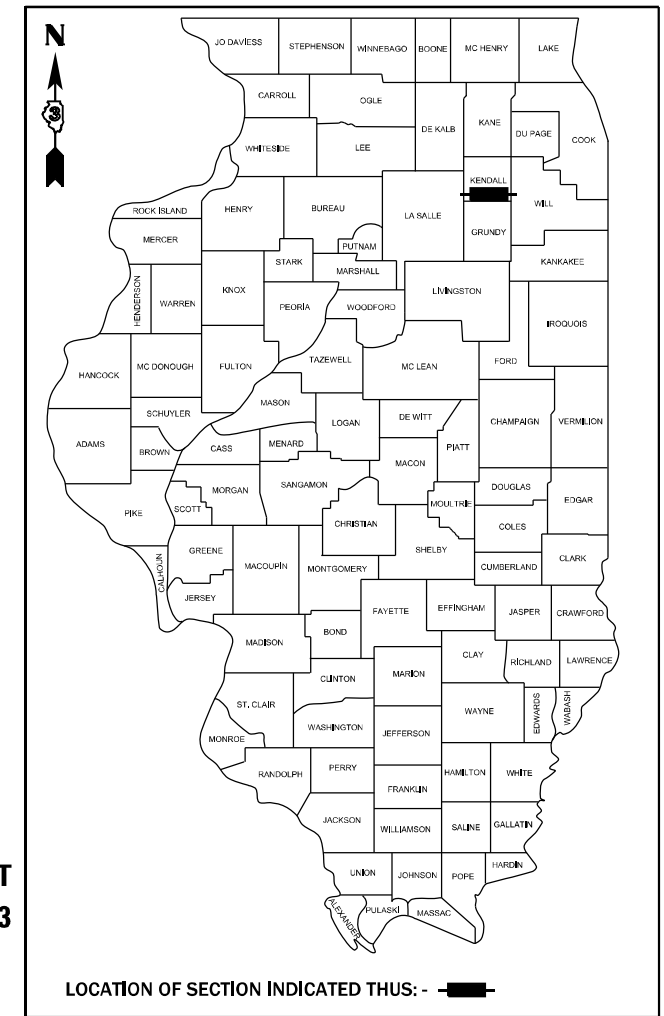 N
3
JO DAVIESS
STEPHENSON
WINNEBAGO
BOONE
MC HENRY
LAKE
CARROLL
OGLE
DE KALB
KANE
DU PAGE
COOK
WHITESIDE
LEE
KENDALL
WILL
ROCK ISLAND
HENRY
BUREAU
LA SALLE
GRUNDY
MERCER
PUTNAM
STARK
MARSHALL
KANKAKEE
HENDERSON
WARREN
KNOX
PEORIA
WOODFORD
LIVINGSTON
IROQUOIS
HANCOCK
MC DONOUGH
FULTON
TAZEWELL
MC LEAN
FORD
MASON
SCHUYLER
LOGAN
DE WITT
CHAMPAIGN
VERMILION
ADAMS
BROWN
CASS
MENARD
PIATT
MACON
MORGAN
SANGAMON
DOUGLAS
EDGAR
PIKE
SCOTT
CHRISTIAN
MOULTRIE
COLES
CALHOUN
GREENE
MACOUPIN
MONTGOMERY
SHELBY
CUMBERLAND
CLARK
JERSEY
FAYETTE
EFFINGHAM
JASPER
CRAWFORD
MADISON
BOND
CLAY
RICHLAND
LAWRENCE
CLINTON
MARION
ST. CLAIR
WAYNE
EDWARDS
WABASH
WASHINGTON
JEFFERSON
MONROE
RANDOLPH
PERRY
HAMILTON
WHITE
FRANKLIN
JACKSON
WILLIAMSON
SALINE
GALLATIN
T
3
UNION
JOHNSON
POPE
HARDIN
ALEXANDER
PULASKI
MASSAC
LOCATION OF SECTION INDICATED THUS: -